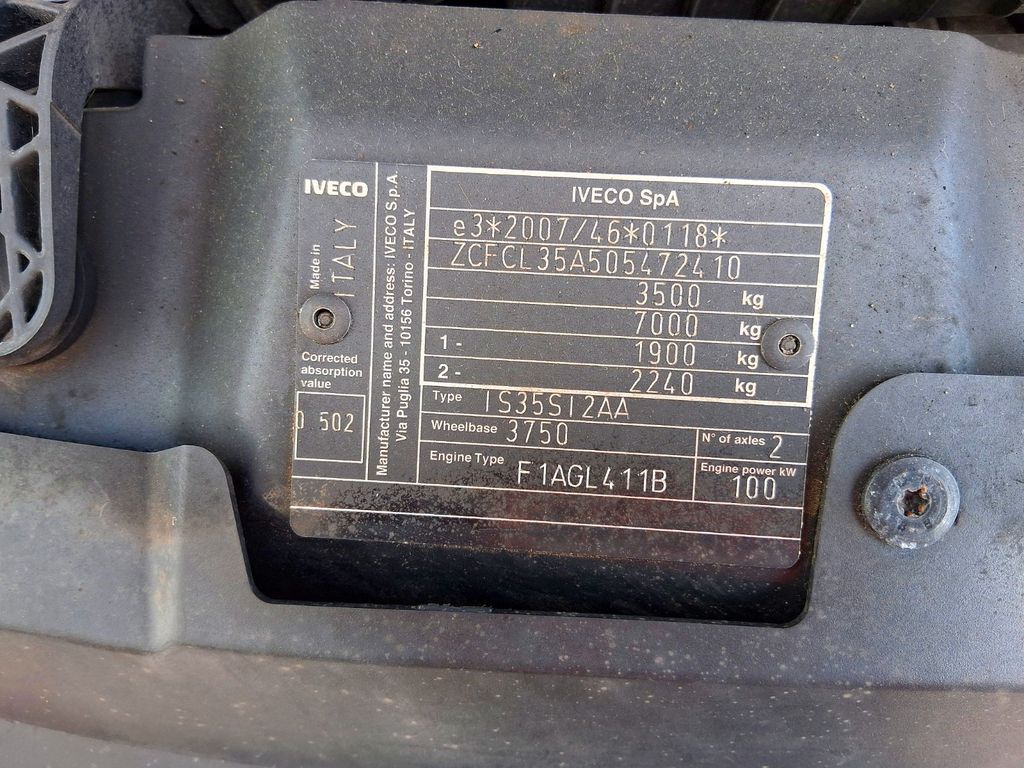 IVECO
Made in
ITALY
Corrected
absorption
value
0 502
Manufacturer name and address: IVECO S.p.A.
Via Puglia 35 - 10156 Torino - ITALY
IVECO SpA
e3*2007/46*0118*
ZCFCL35A505472410
3500 kg
7000 kg
1 - 1900 kg
2 - 2240 kg
Type IS35SI2AA
Wheelbase 3750
N° of axles 2
Engine Type F1AGL411B
Engine power kW
100